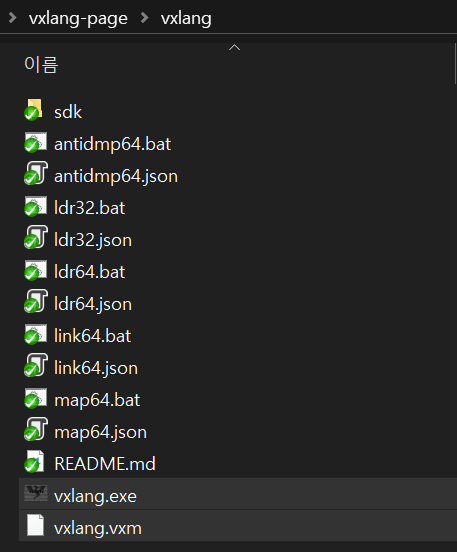 vxlang-page > vxlang
이름
sdk
antidmp64.bat
antidmp64.json
ldr32.bat
ldr32.json
ldr64.bat
ldr64.json
link64.bat
link64.json
map64.bat
map64.json
README.md
vxlang.exe
vxlang.vxm